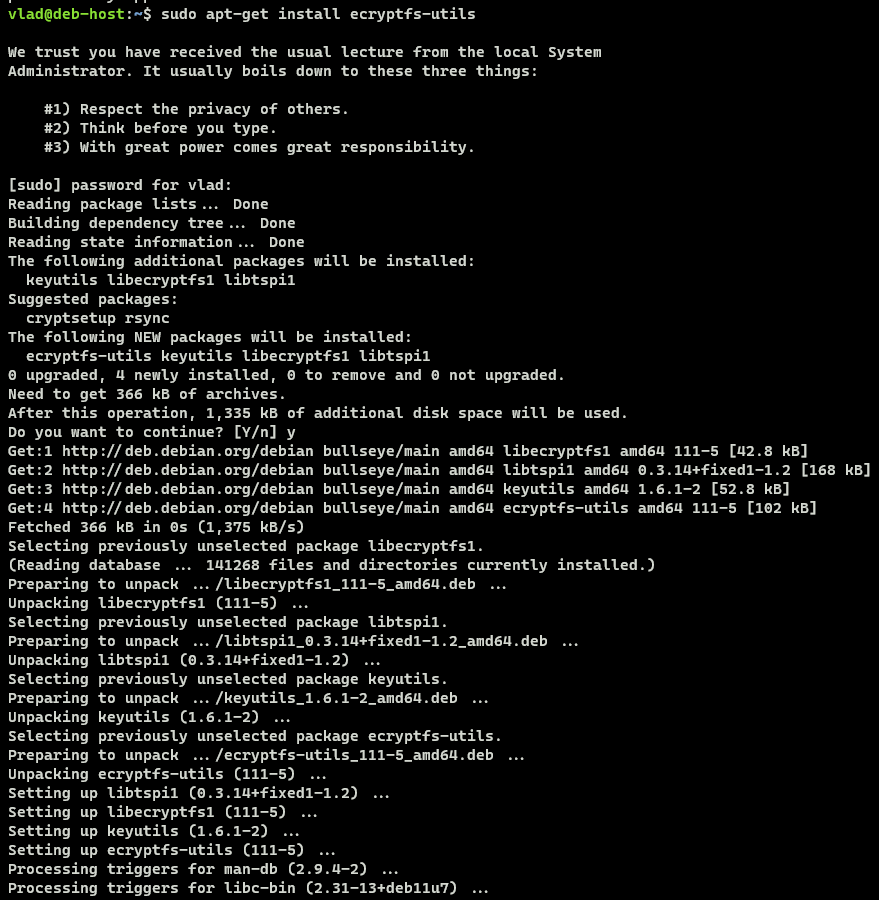 vlad@deb-host:~$ sudo apt-get install ecryptfs-utils
We trust you have received the usual lecture from the local System
Administrator. It usually boils down to these three things:
#1) Respect the privacy of others.
#2) Think before you type.
#3) With great power comes great responsibility.
[sudo] password for vlad:
Reading package lists... Done
Building dependency tree... Done
Reading state information... Done
The following additional packages will be installed:
keyutils libecryptfs1 libtspi1
Suggested packages:
cryptsetup rsync
The following NEW packages will be installed:
ecryptfs-utils keyutils libecryptfs1 libtspi1
0 upgraded, 4 newly installed, 0 to remove and 0 not upgraded.
Need to get 366 kB of archives.
After this operation, 1,335 kB of additional disk space will be used.
Do you want to continue? [Y/n] y
Get:1 http://deb.debian.org/debian bullseye/main amd64 libecryptfs1 amd64 111-5 [42.8 kB]
Get:2 http://deb.debian.org/debian bullseye/main amd64 libtspi1 amd64 0.3.14+fixed1-1.2 [168 kB]
Get:3 http://deb.debian.org/debian bullseye/main amd64 keyutils amd64 1.6.1-2 [52.8 kB]
Get:4 http://deb.debian.org/debian bullseye/main amd64 ecryptfs-utils amd64 111-5 [102 kB]
Fetched 366 kB in 0s (1,375 kB/s)
Selecting previously unselected package libecryptfs1.
(Reading database ... 141268 files and directories currently installed.)
Preparing to unpack .../libecryptfs1_111-5_amd64.deb ...
Unpacking libecryptfs1 (111-5) ...
Selecting previously unselected package libtspi1.
Preparing to unpack .../libtspi1_0.3.14+fixed1-1.2_amd64.deb ...
Unpacking libtspi1 (0.3.14+fixed1-1.2) ...
Selecting previously unselected package keyutils.
Preparing to unpack .../keyutils_1.6.1-2_amd64.deb ...
Unpacking keyutils (1.6.1-2) ...
Selecting previously unselected package ecryptfs-utils.
Preparing to unpack .../ecryptfs-utils_111-5_amd64.deb ...
Unpacking ecryptfs-utils (111-5) ...
Setting up libtspi1 (0.3.14+fixed1-1.2) ...
Setting up libecryptfs1 (111-5) ...
Setting up keyutils (1.6.1-2) ...
Setting up ecryptfs-utils (111-5) ...
Processing triggers for man-db (2.9.4-2) ...
Processing triggers for libc-bin (2.31-13+deb11u7) ...